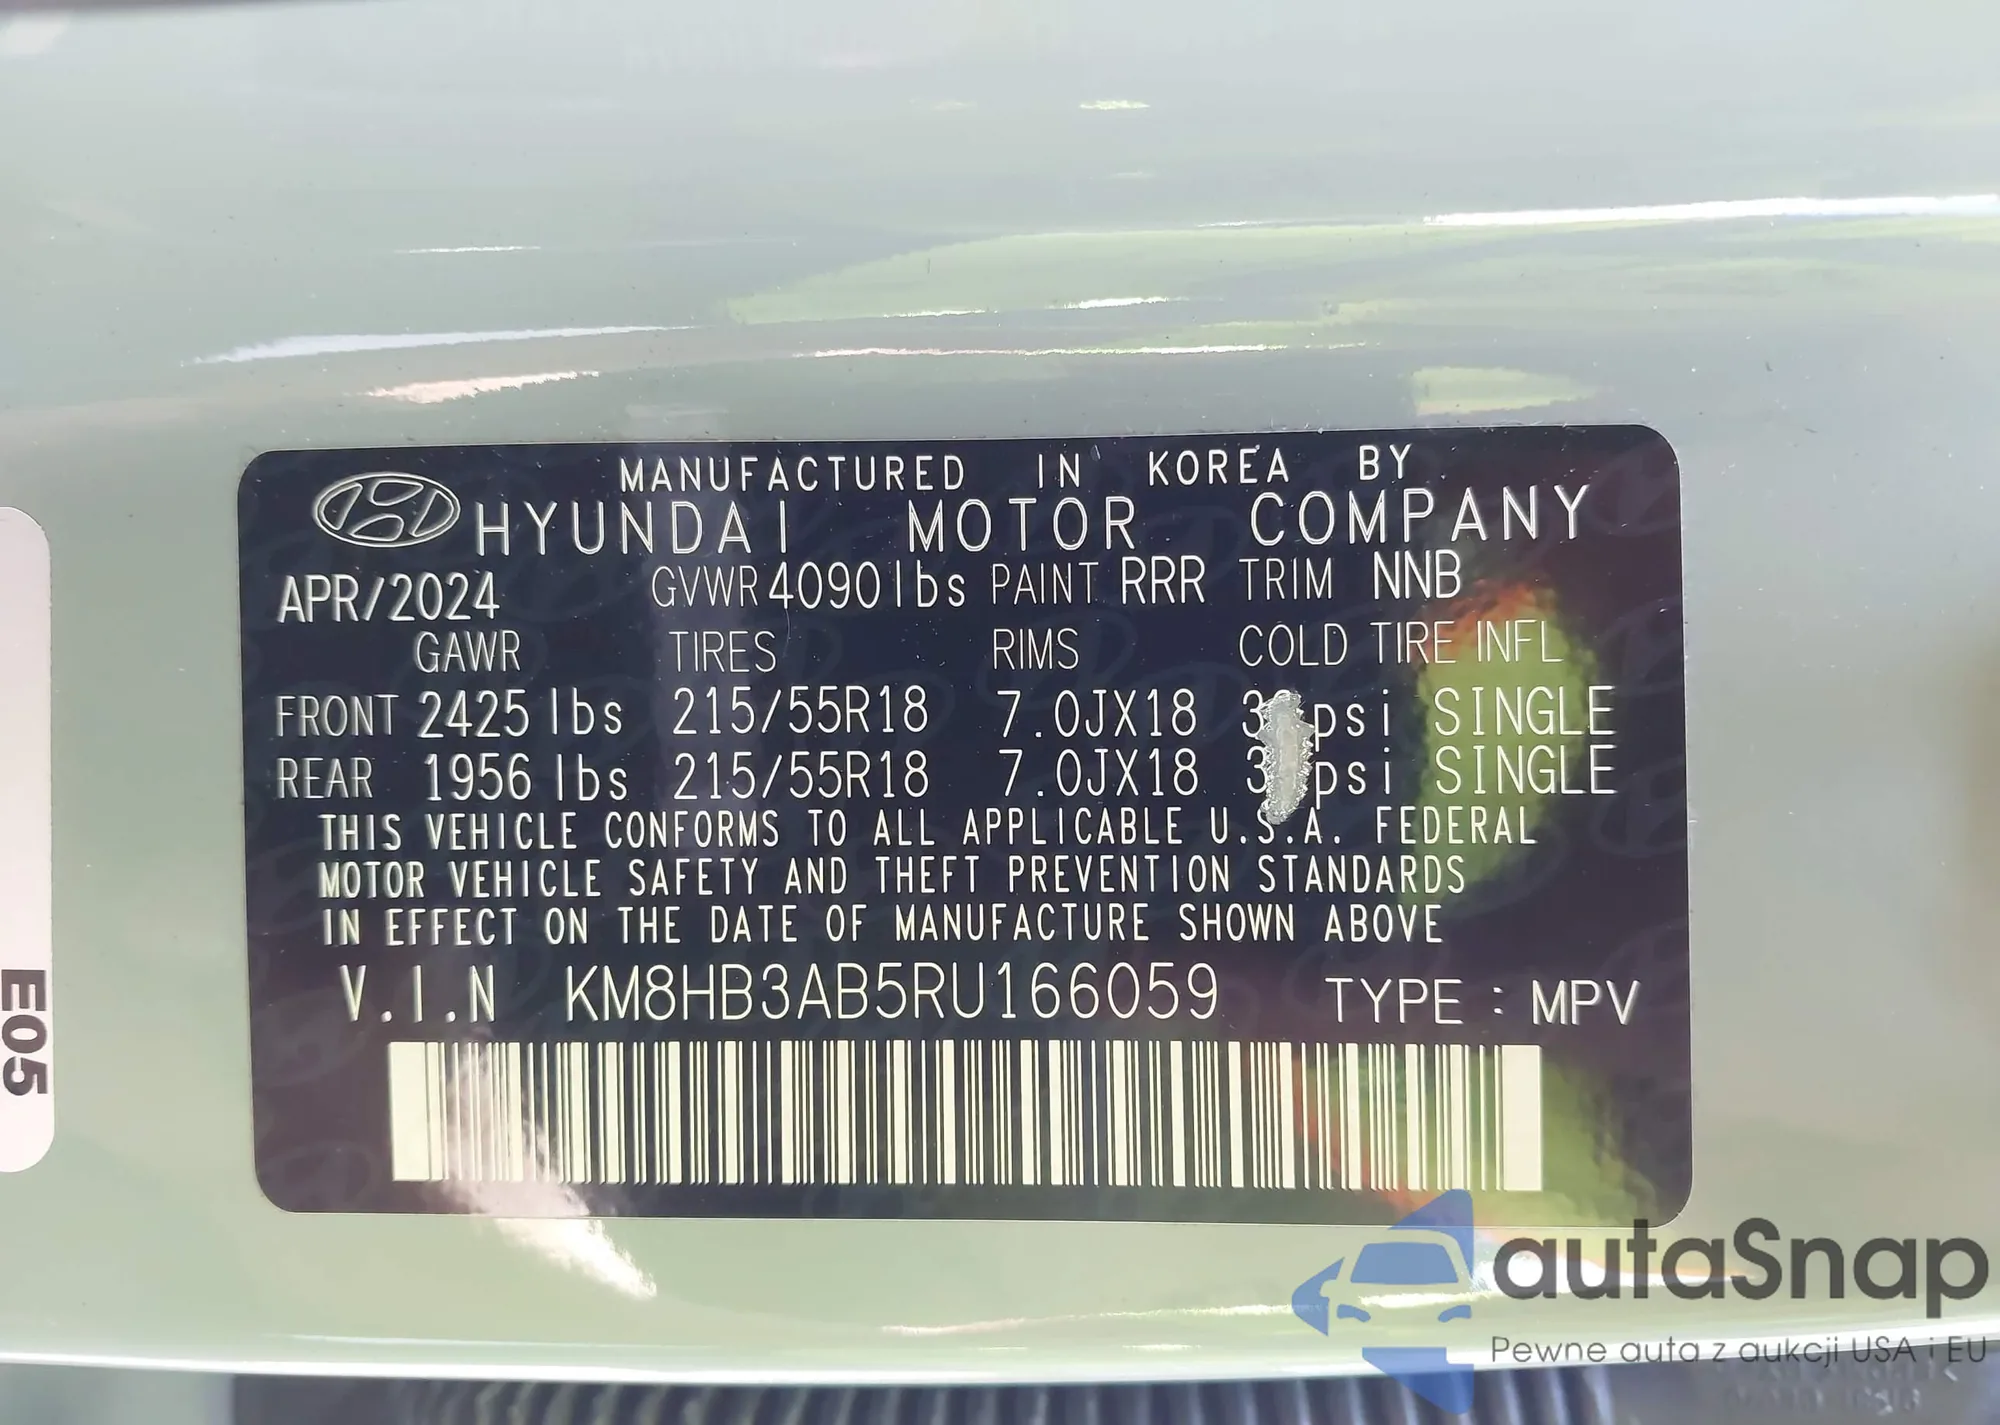 MANUFACTURED IN KOREA BY
HYUNDAI MOTOR COMPANY
APR/2024 GVWR 4090lbs PAINT RRR TRIM NNB
GAWR TIRES RIMS COLD TIRE INFL
FRONT 2425 lbs 215/55R18 7.0JX18 psi SINGLE
REAR 1956 lbs 215/55R18 7.0JX18 psi SINGLE
THIS VEHICLE CONFORMS TO ALL APPLICABLE U.S.A. FEDERAL
MOTOR VEHICLE SAFETY AND THEFT PREVENTION STANDARDS
IN EFFECT ON THE DATE OF MANUFACTURE SHOWN ABOVE
V.I.N KM8HB3AB5RU166059 TYPE : MPV
E05
autaSnap
Pewne auta z aukcji USA i EU